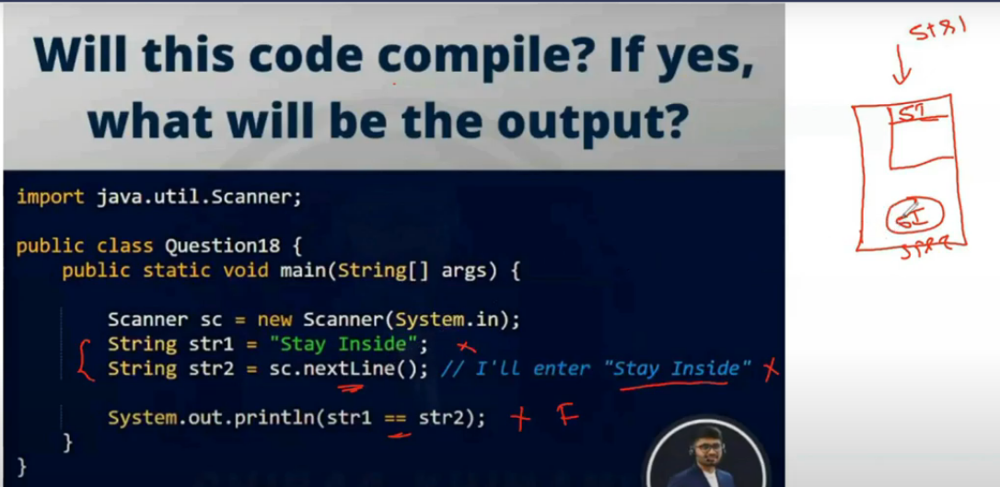 Will this code compile? If yes,
what will be the output?
import java.util.Scanner;
public class Question18 {
public static void main(String[] args) {
Scanner sc = new Scanner(System.in);
String str1 = "Stay Inside";
String str2 = sc.nextLine(); // I'll enter "Stay Inside"
System.out.println(str1 == str2); F
}
}
str1
SI